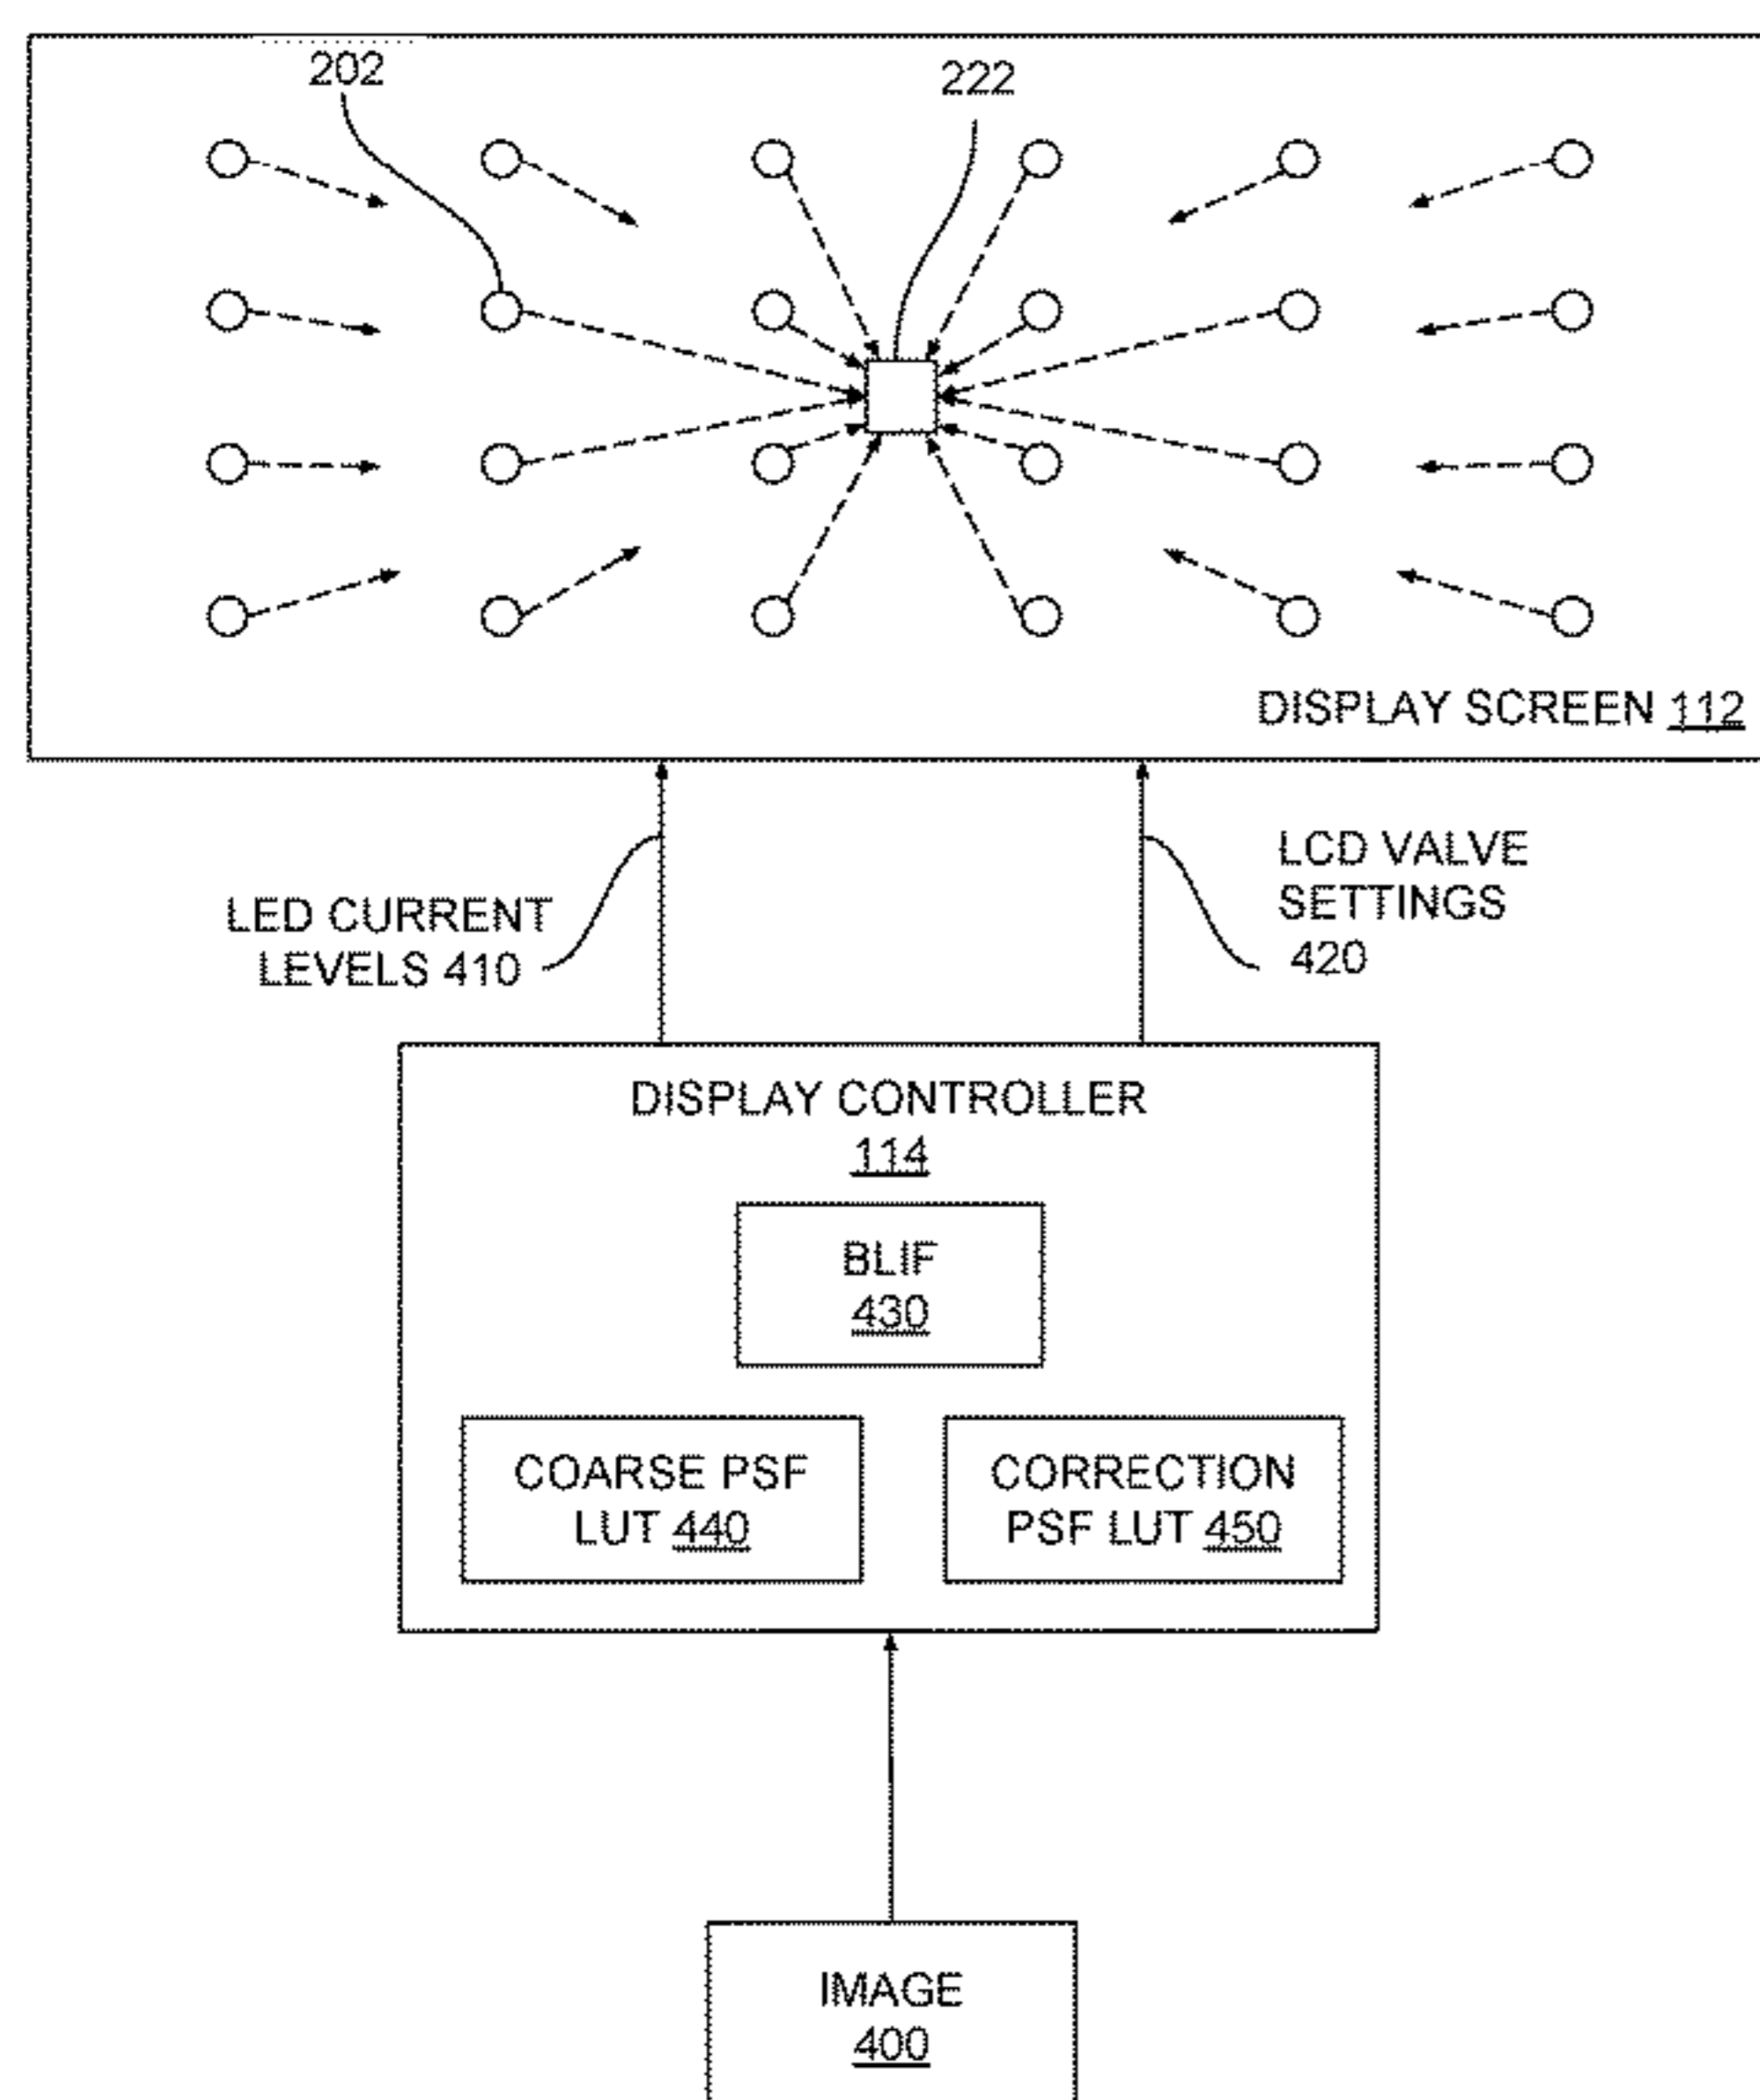 202
222
DISPLAY SCREEN 112
LED CURRENT
LEVELS 410
LCD VALVE
SETTINGS
420
DISPLAY CONTROLLER
114
BLIF
430
COARSE PSF
LUT 440
CORRECTION
PSF LUT 450
IMAGE
400